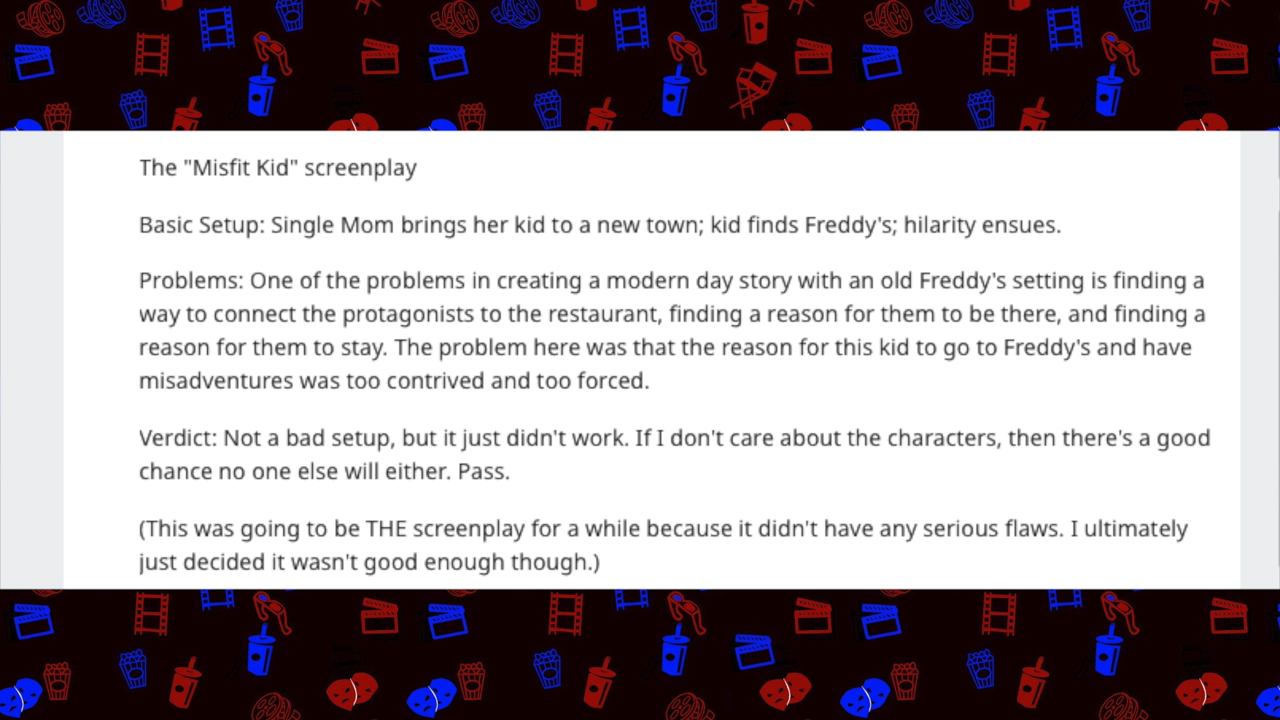 The "Misfit Kid" screenplay
Basic Setup: Single Mom brings her kid to a new town; kid finds Freddy's; hilarity ensues.
Problems: One of the problems in creating a modern day story with an old Freddy's setting is finding a
way to connect the protagonists to the restaurant, finding a reason for them to be there, and finding a
reason for them to stay. The problem here was that the reason for this kid to go to Freddy's and have
misadventures was too contrived and too forced.
Verdict: Not a bad setup, but it just didn't work. If I don't care about the characters, then there's a good
chance no one else will either. Pass.
(This was going to be THE screenplay for a while because it didn't have any serious flaws. I ultimately
just decided it wasn't good enough though.)